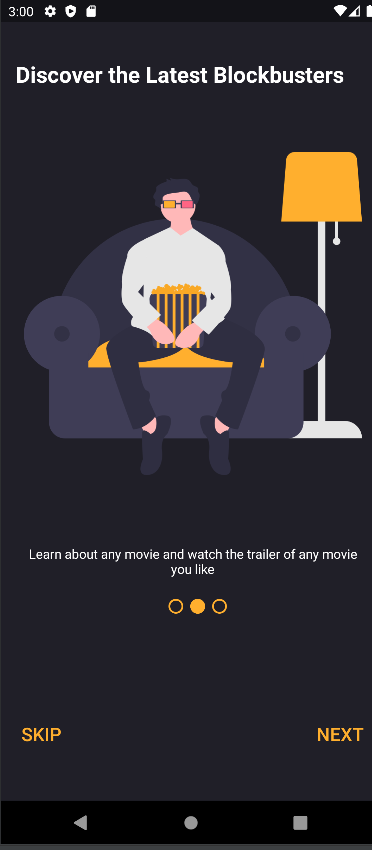 3:00
Discover the Latest Blockbusters
Learn about any movie and watch the trailer of any movie
you like
SKIP
NEXT